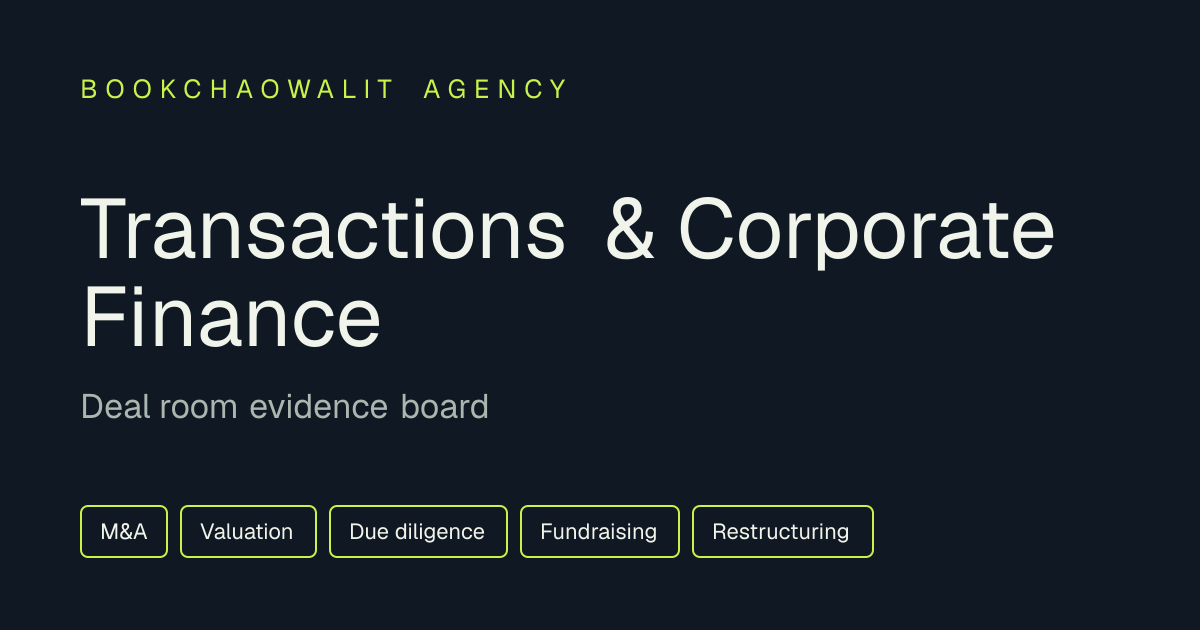 BOOKCHAOWALIT AGENCY
Transactions & Corporate
Finance
Deal room evidence board
M&A Valuation Due diligence Fundraising Restructuring